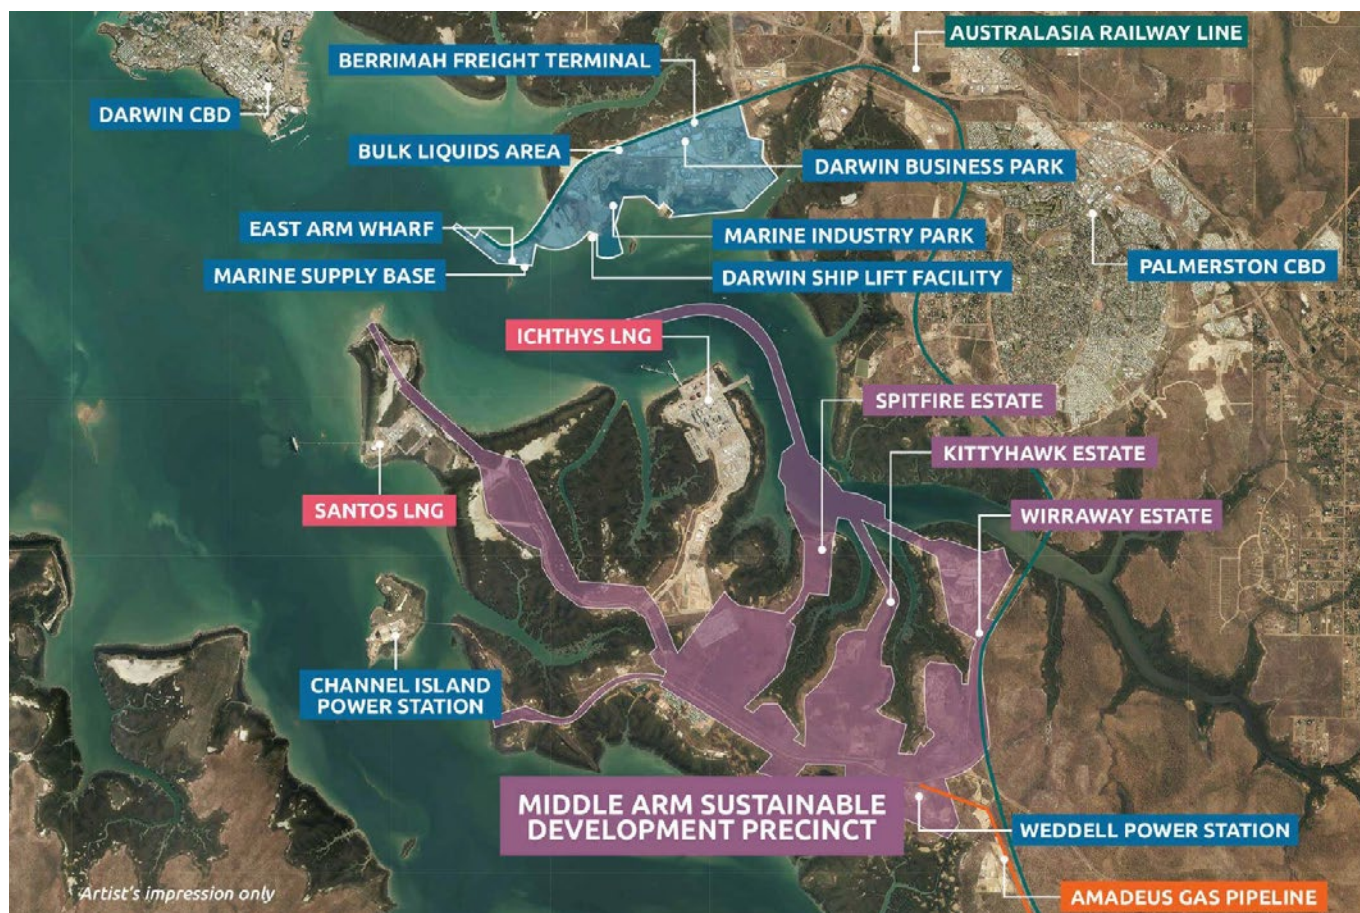 AUSTRALASIA RAILWAY LINE
BERRIMAH FREIGHT TERMINAL
DARWIN CBD
BULK LIQUIDS AREA
DARWIN BUSINESS PARK
EAST ARM WHARF
MARINE INDUSTRY PARK
MARINE SUPPLY BASE
DARWIN SHIP LIFT FACILITY
PALMERSTON CBD
ICHTHYS LNG
SPITFIRE ESTATE
KITTYHAWK ESTATE
SANTOS LNG
WIRRAWAY ESTATE
CHANNEL ISLAND
POWER STATION
MIDDLE ARM SUSTAINABLE
DEVELOPMENT PRECINCT
WEDDELL POWER STATION
Artist's impression only
AMADEUS GAS PIPELINE